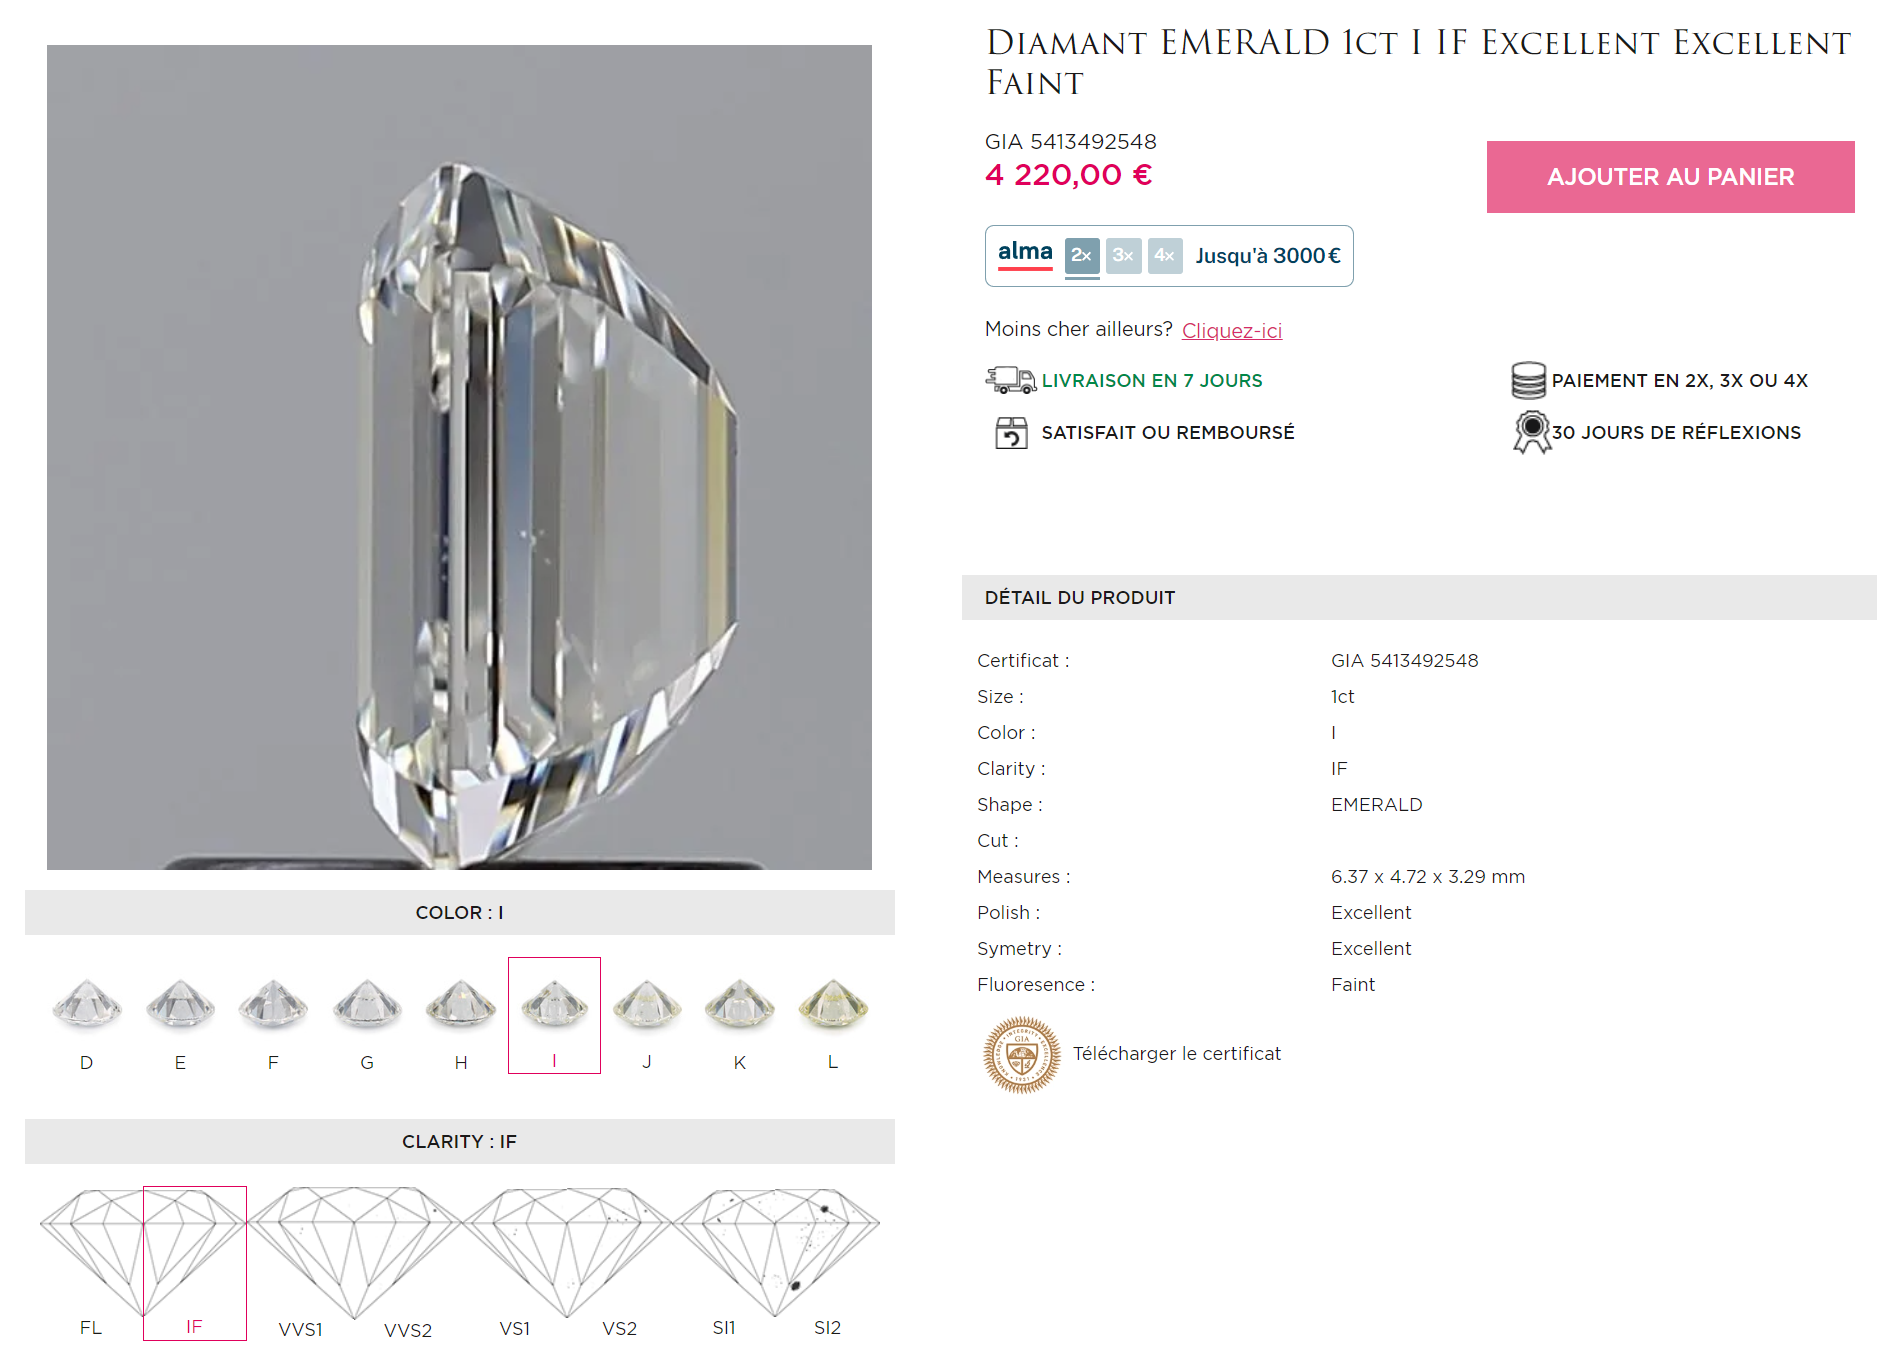 Diamant EMERALD 1ct I IF Excellent Excellent
Faint
GIA 5413492548
4 220,00 €
AJOUTER AU PANIER
alma 2x 3x 4x Jusqu'à 3000 €
Moins cher ailleurs? Cliquez-ici
LIVRAISON EN 7 JOURS
PAIEMENT EN 2X, 3X OU 4X
SATISFAIT OU REMBOURSÉ
30 JOURS DE RÉFLEXIONS
DÉTAIL DU PRODUIT
Certificat : GIA 5413492548
Size : 1ct
Color : I
Clarity : IF
Shape : EMERALD
Cut :
Measures : 6.37 x 4.72 x 3.29 mm
Polish : Excellent
Symetry : Excellent
Fluoresence : Faint
GIA
Télécharger le certificat
COLOR : I
D E F G H I J K L
CLARITY : IF
FL IF VVS1 VVS2 VS1 VS2 SI1 SI2